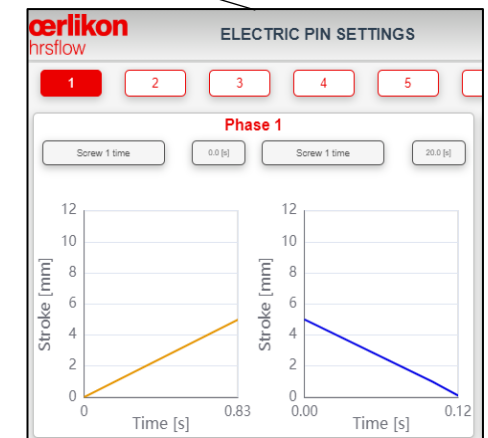 œrlikon
hrsflow
ELECTRIC PIN SETTINGS
1 2 3 4 5
Phase 1
Screw 1 time 0.0 [s] Screw 1 time 20.0 [s]
12
10
8
6
4
2
0
Stroke [mm]
0 0.83
Time [s]
12
10
8
6
4
2
0
Stroke [mm]
0.00 0.12
Time [s]